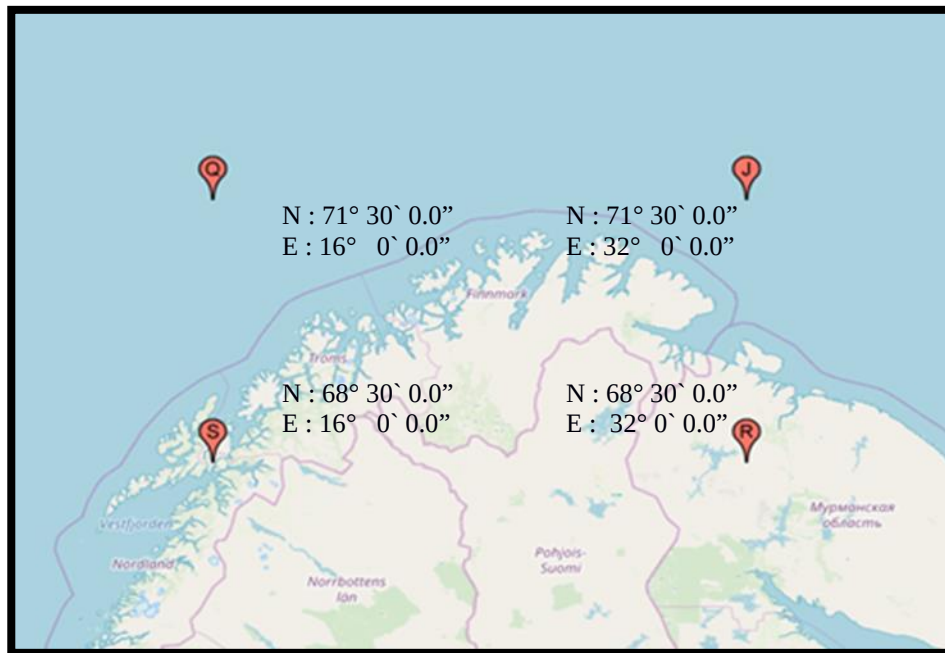 Q
J
N : 71° 30` 0.0”
E : 16°   0` 0.0”
N : 71° 30` 0.0”
E : 32°   0` 0.0”
Finnmark
Troms
N : 68° 30` 0.0”
E : 16°   0` 0.0”
N : 68° 30` 0.0”
E :  32° 0` 0.0”
S
R
Vestfjorden
Мурманская
область
Nordland
Norrbottens
län
Pohjois-
Suomi